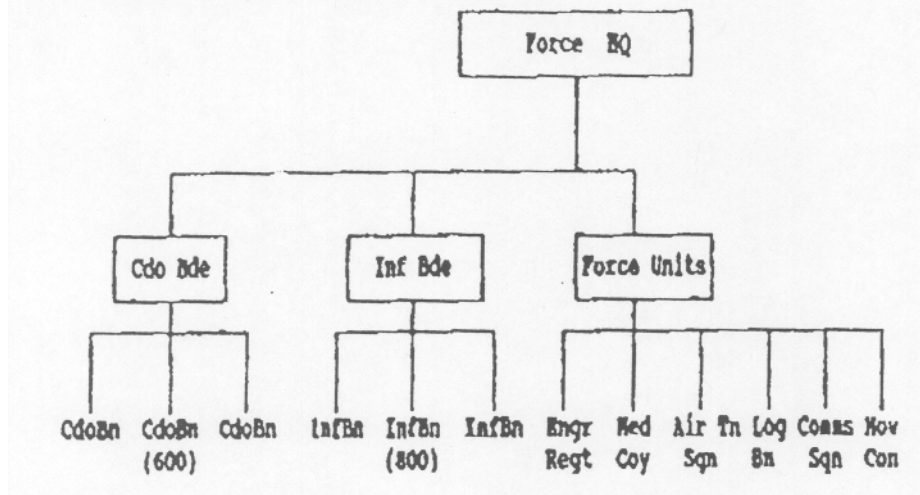 Force HQ
Cdo Bde
Inf Bde
Force Units
CdoBn CdoBn CdoBn InfBn InfBn InfBn Engr Med Air Tn Log Comms Mov
(600) (800) Regt Coy Sqn Bn Sqn Con